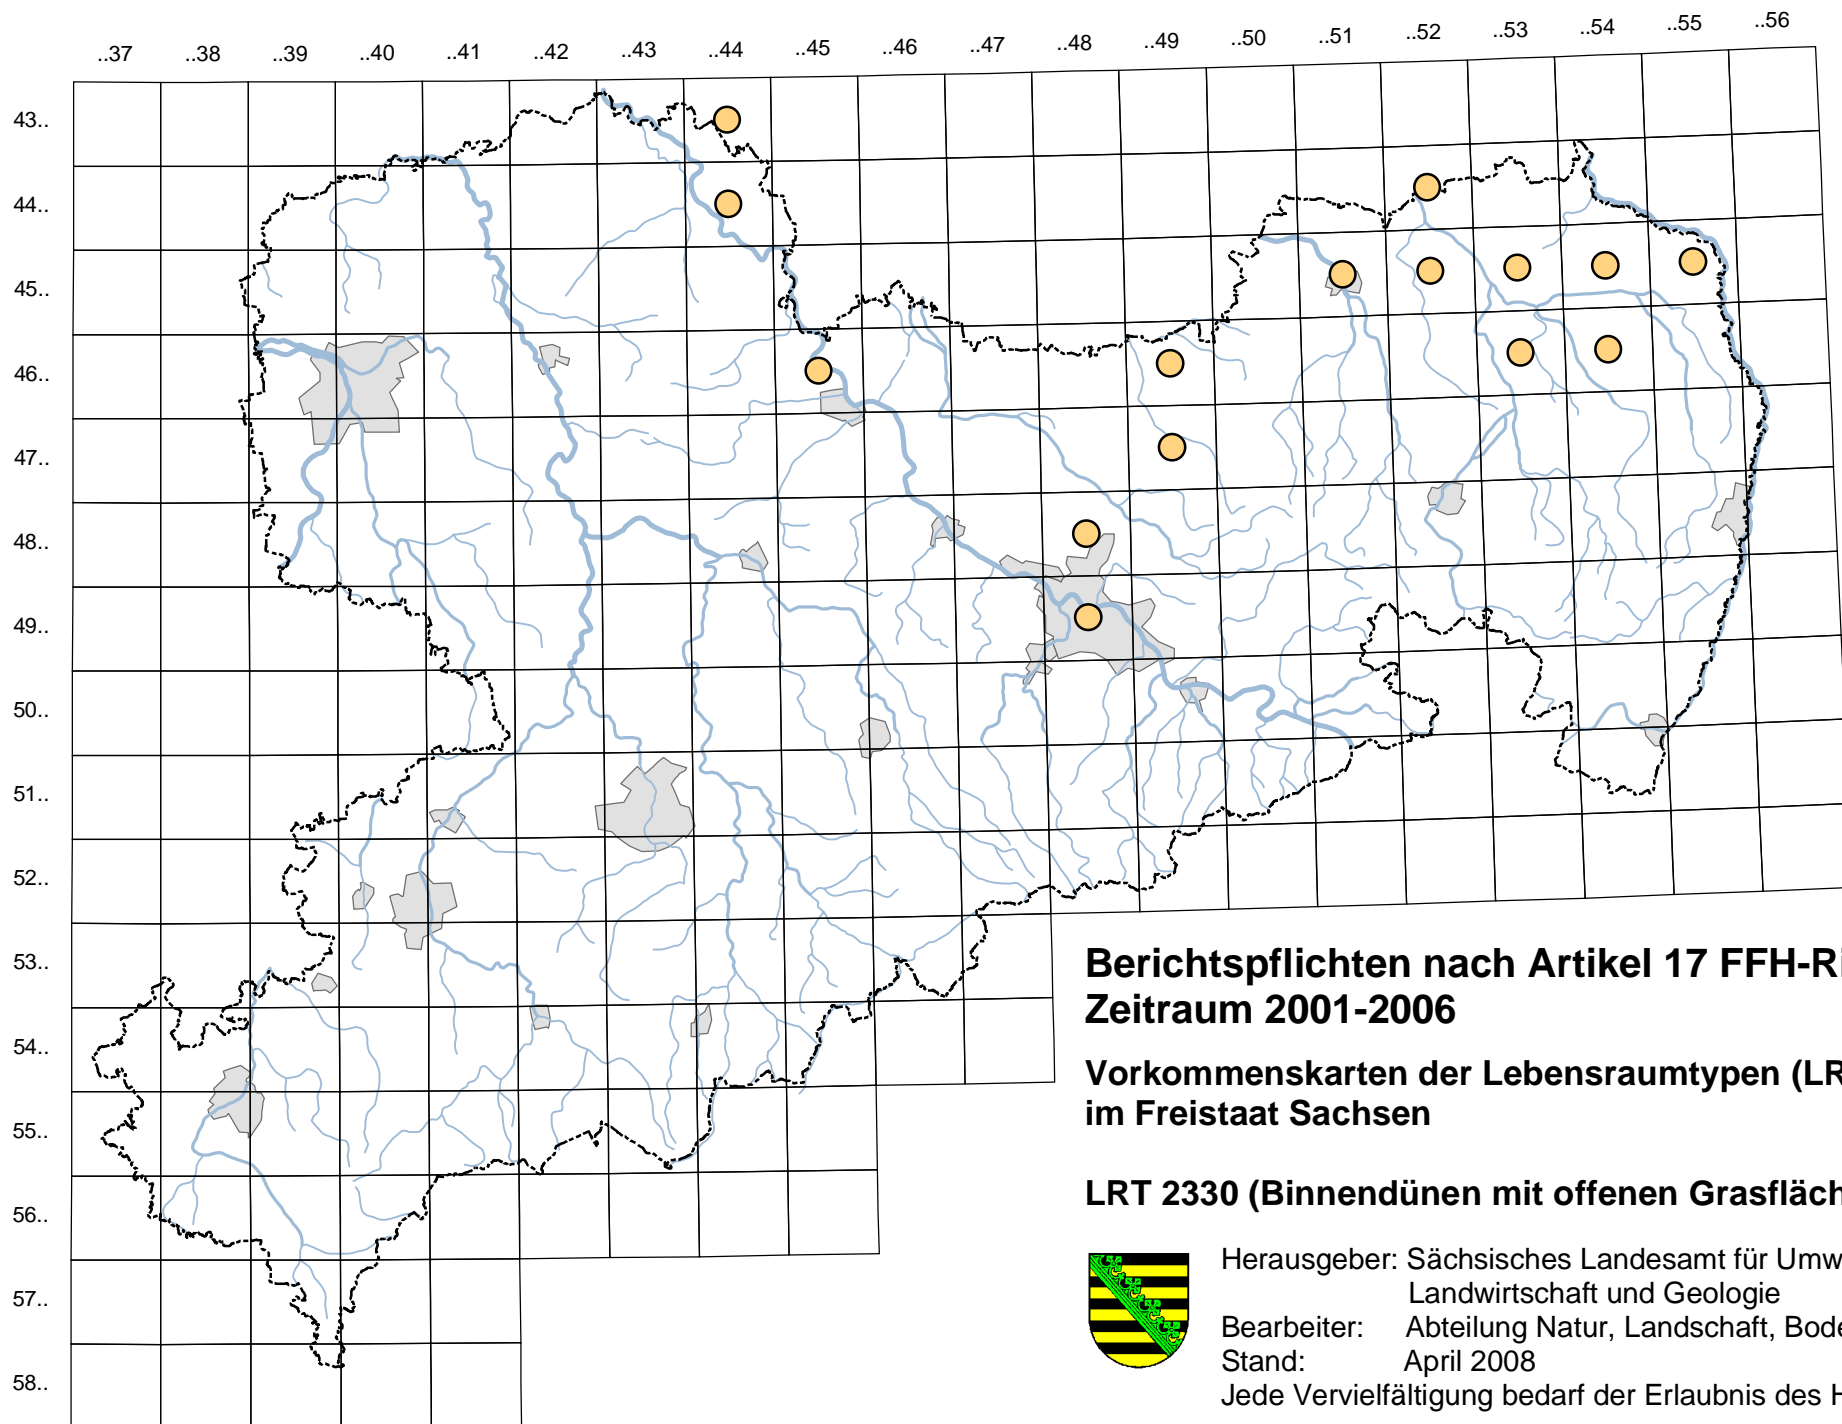 ..37 ..38 ..39 ..40 ..41 ..42 ..43 ..44 ..45 ..46 ..47 ..48 ..49 ..50 ..51 ..52 ..53 ..54 ..55 ..56
43..
44..
45..
46..
47..
48..
49..
50..
51..
52..
53..
54..
55..
56..
57..
58..
Berichtspflichten nach Artikel 17 FFH-Ri
Zeitraum 2001-2006
Vorkommenskarten der Lebensraumtypen (LR
im Freistaat Sachsen
LRT 2330 (Binnendünen mit offenen Grasfläch
Herausgeber: Sächsisches Landesamt für Umw
Landwirtschaft und Geologie
Bearbeiter: Abteilung Natur, Landschaft, Bode
Stand: April 2008
Jede Vervielfältigung bedarf der Erlaubnis des H